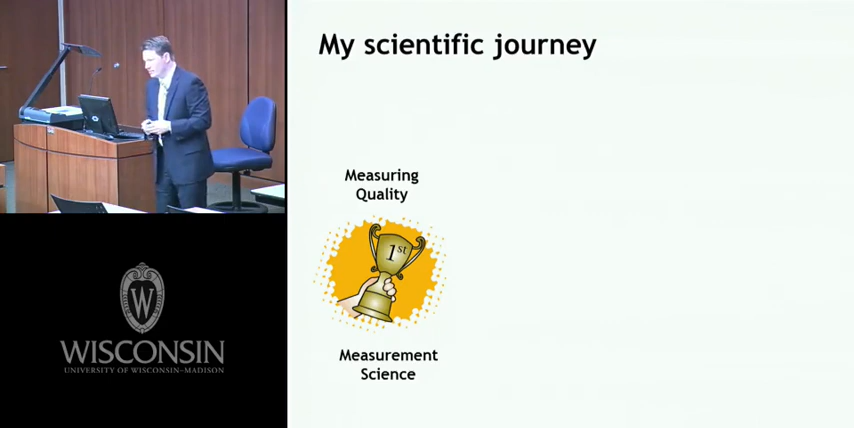 My scientific journey
Measuring
Quality
1st
Measurement
Science
W
WISCONSIN
UNIVERSITY OF WISCONSIN–MADISON